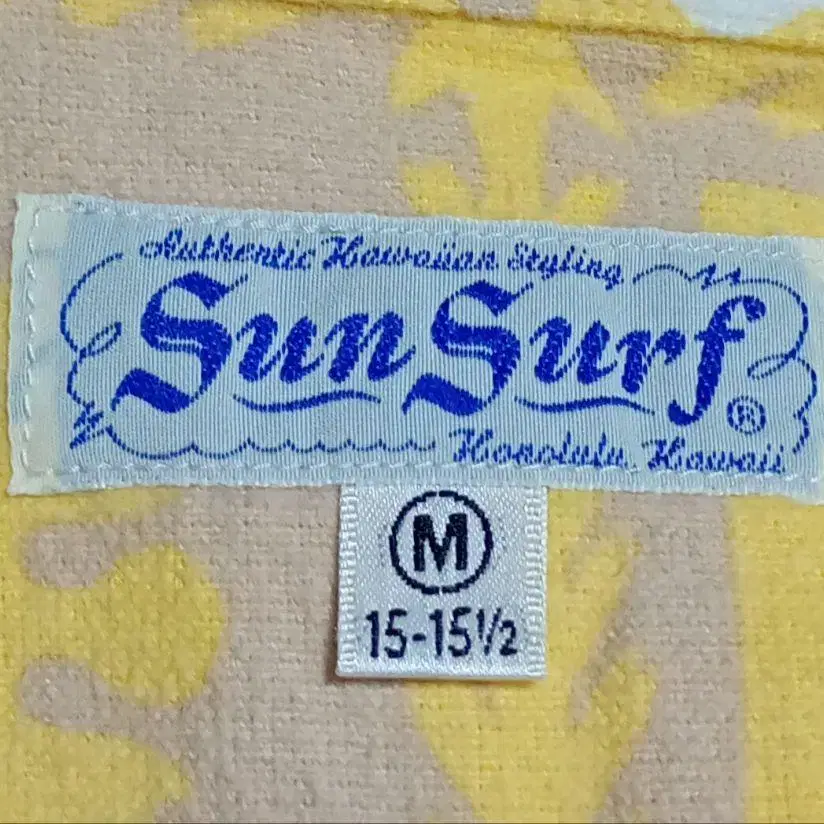 Authentic Hawaiian Styling
Sun Surf ®
Honolulu, Hawaii
M
15-15½